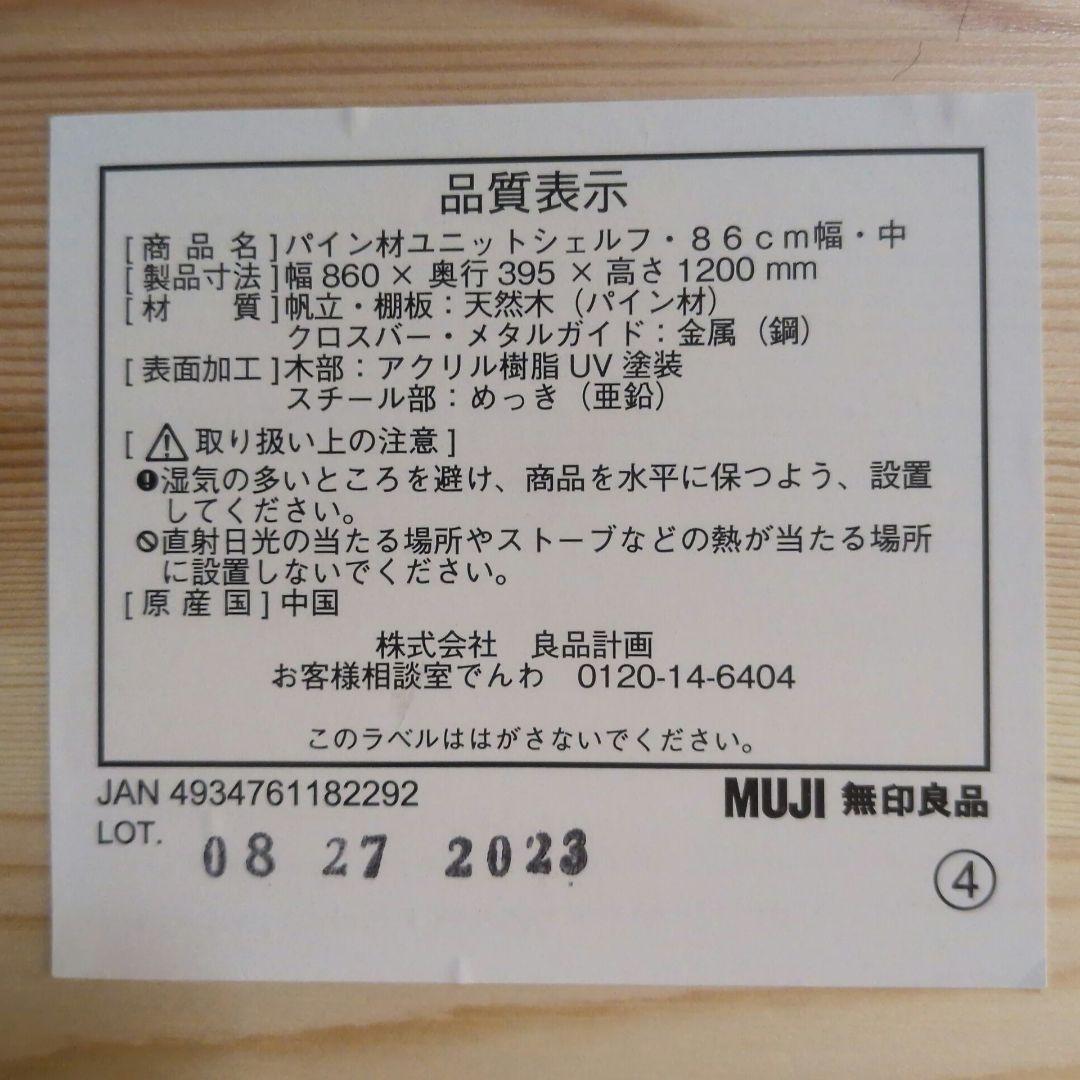 品質表示
[ 商 品 名 ]パイン材ユニットシェルフ・８６ｃｍ幅・中
[ 製品寸法 ]幅 860 × 奥行 395 × 高さ 1200 mm
[ 材　　質 ]帆立・棚板：天然木（パイン材）
クロスバー・メタルガイド：金属（鋼）
[ 表面加工 ]木部：アクリル樹脂 UV 塗装
スチール部：めっき（亜鉛）
[ ⚠ 取り扱い上の注意 ]
湿気の多いところを避け、商品を水平に保つよう、設置
してください。
直射日光の当たる場所やストーブなどの熱が当たる場所
に設置しないでください。
[ 原 産 国 ] 中国
株式会社　良品計画
お客様相談室でんわ　0120-14-6404
このラベルははがさないでください。
JAN 4934761182292
MUJI 無印良品
LOT.
08 27 2023
④